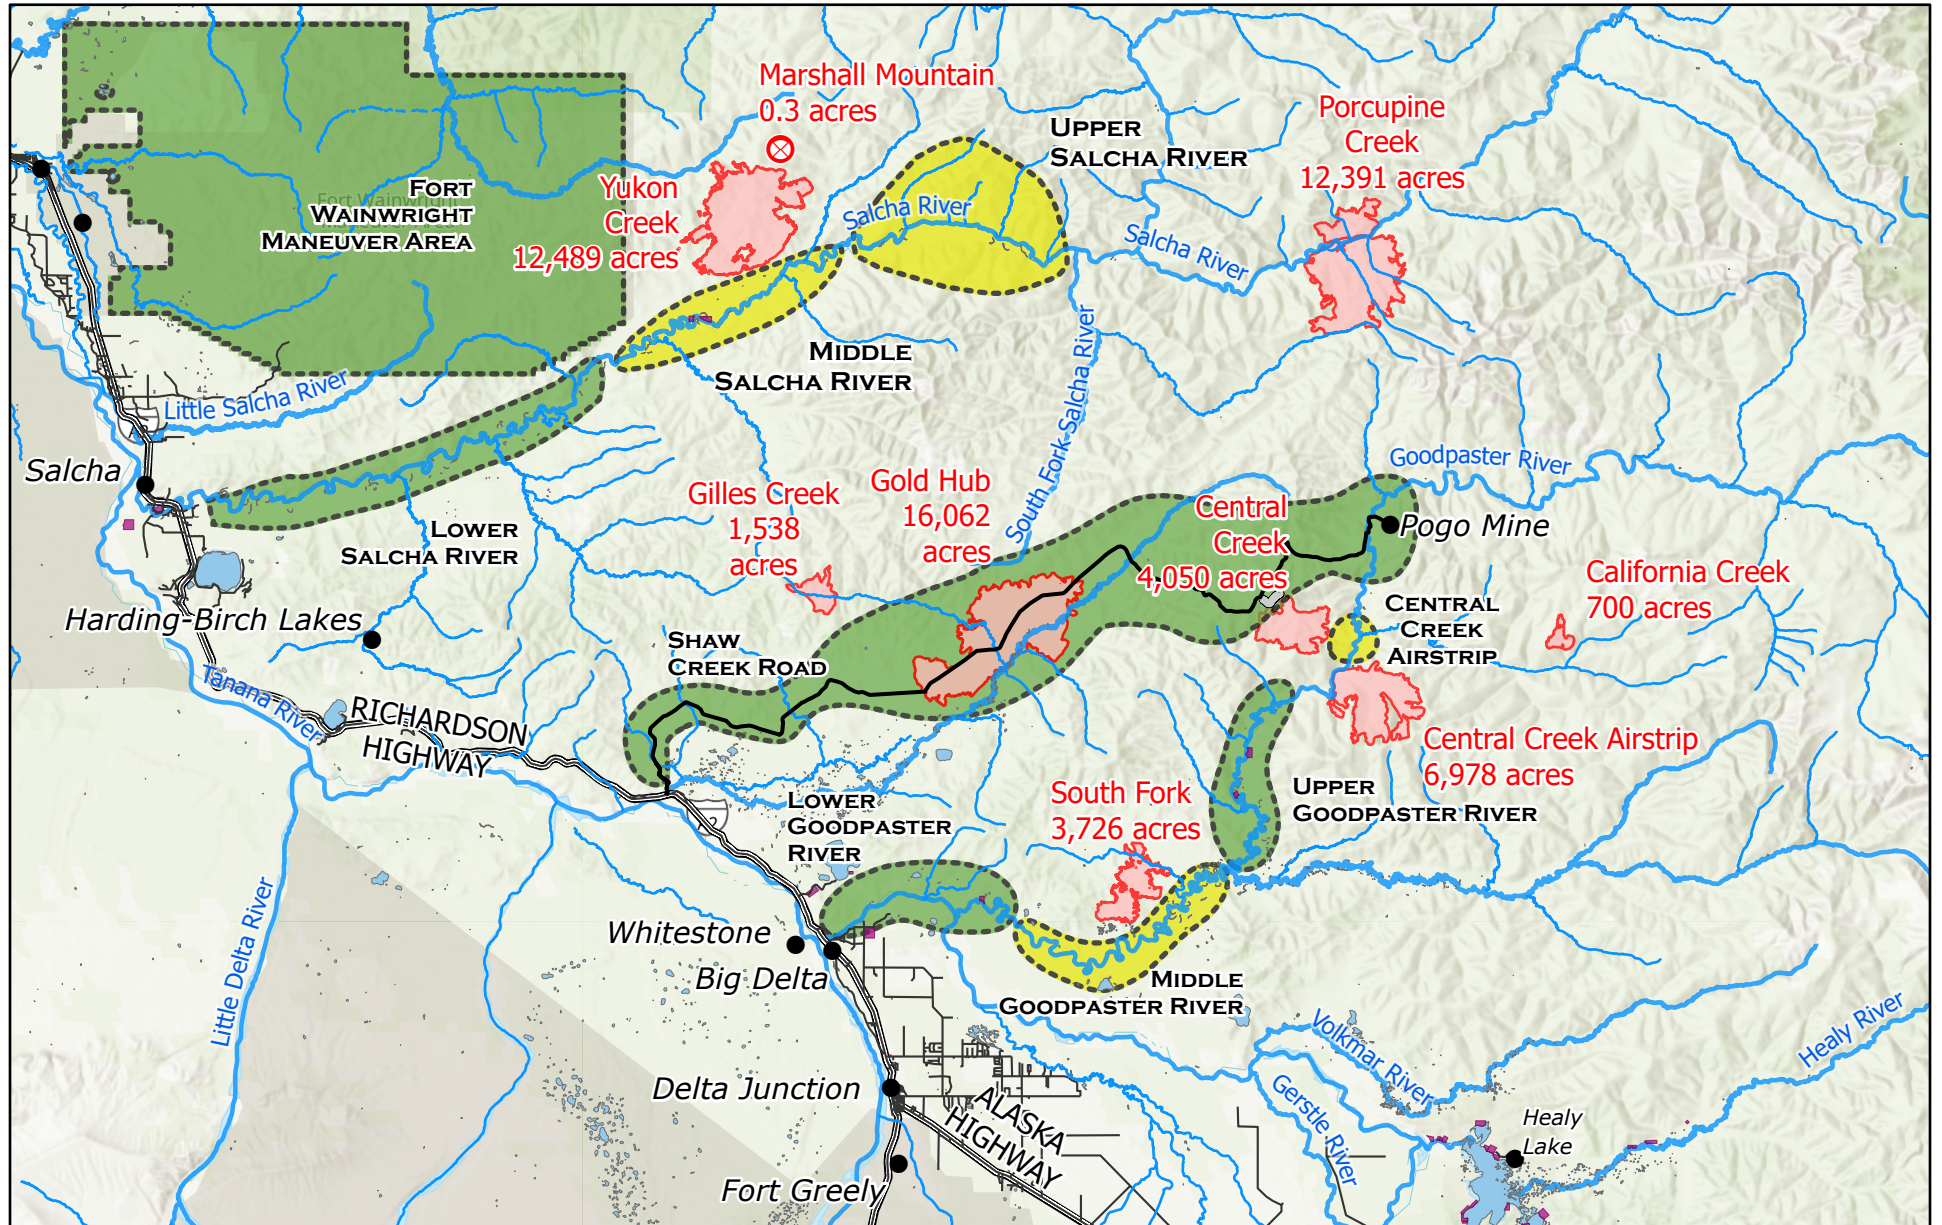 Marshall Mountain
0.3 acres
Porcupine
Creek
12,391 acres
UPPER
SALCHA RIVER
Yukon
Creek
12,489 acres
FORT
WAINWRIGHT
MANEUVER AREA
Fort Wainwright
Salcha River
Salcha River
MIDDLE
SALCHA RIVER
South Fork Salcha River
Little Salcha River
Salcha
LOWER
SALCHA RIVER
Gilles Creek
1,538
acres
Gold Hub
16,062
acres
Central
Creek
4,050 acres
Goodpaster River
Pogo Mine
California Creek
700 acres
Harding-Birch Lakes
SHAW
CREEK ROAD
CENTRAL
CREEK
AIRSTRIP
Tanana River
RICHARDSON
HIGHWAY
Central Creek Airstrip
6,978 acres
South Fork
3,726 acres
UPPER
GOODPASTER RIVER
LOWER
GOODPASTER
RIVER
Little Delta River
Whitestone
Big Delta
MIDDLE
GOODPASTER RIVER
Volkmar River
Healy River
Gerstle River
Delta Junction
ALASKA
HIGHWAY
Healy
Lake
Fort Greely